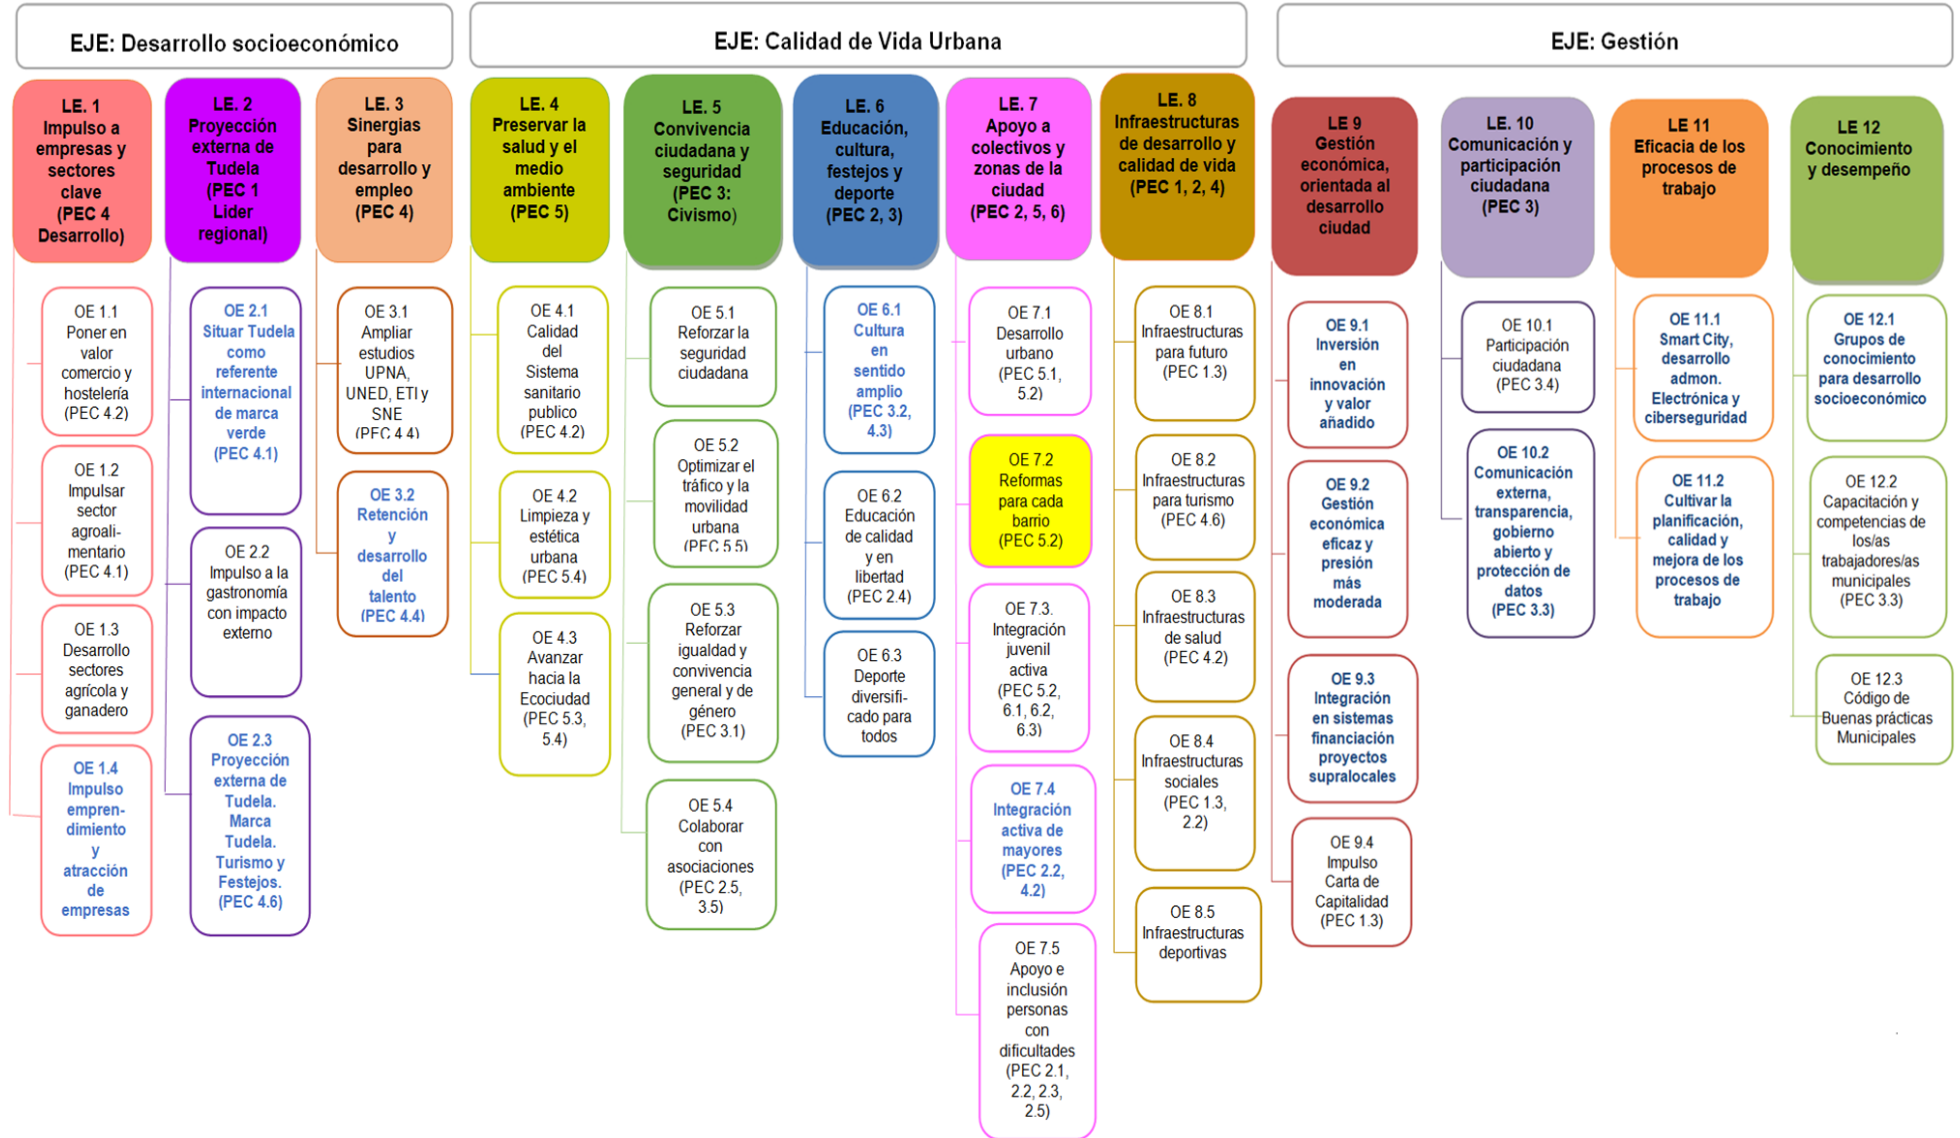 EJE: Desarrollo socioeconómico
EJE: Calidad de Vida Urbana
EJE: Gestión
LE. 1
Impulso a
empresas y
sectores
clave
(PEC 4
Desarrollo)
OE 1.1
Poner en
valor
comercio y
hostelería
(PEC 4.2)
OE 1.2
Impulsar
sector
agroali-
mentario
(PEC 4.1)
OE 1.3
Desarrollo
sectores
agrícola y
ganadero
OE 1.4
Impulso
empren-
dimiento
y
atracción
de
empresas
LE. 2
Proyección
externa de
Tudela
(PEC 1
Lider
regional)
OE 2.1
Situar Tudela
como
referente
internacional
de marca
verde
(PEC 4.1)
OE 2.2
Impulso a la
gastronomía
con impacto
externo
OE 2.3
Proyección
externa de
Tudela.
Marca
Tudela.
Turismo y
Festejos.
(PEC 4.6)
LE. 3
Sinergias
para
desarrollo y
empleo
(PEC 4)
OE 3.1
Ampliar
estudios
UPNA,
UNED, ETI y
SNE
(PEC 4.4)
OE 3.2
Retención
y
desarrollo
del
talento
(PEC 4.4)
LE. 4
Preservar la
salud y el
medio
ambiente
(PEC 5)
OE 4.1
Calidad
del
Sistema
sanitario
publico
(PEC 4.2)
OE 4.2
Limpieza y
estética
urbana
(PEC 5.4)
OE 4.3
Avanzar
hacia la
Ecociudad
(PEC 5.3,
5.4)
LE. 5
Convivencia
ciudadana y
seguridad
(PEC 3:
Civismo)
OE 5.1
Reforzar la
seguridad
ciudadana
OE 5.2
Optimizar el
tráfico y la
movilidad
urbana
(PEC 5.5)
OE 5.3
Reforzar
igualdad y
convivencia
general y de
género
(PEC 3.1)
OE 5.4
Colaborar
con
asociaciones
(PEC 2.5,
3.5)
LE. 6
Educación,
cultura,
festejos y
deporte
(PEC 2, 3)
OE 6.1
Cultura
en
sentido
amplio
(PEC 3.2,
4.3)
OE 6.2
Educación
de calidad
y en
libertad
(PEC 2.4)
OE 6.3
Deporte
diversifi-
cado para
todos
LE. 7
Apoyo a
colectivos y
zonas de la
ciudad
(PEC 2, 5, 6)
OE 7.1
Desarrollo
urbano
(PEC 5.1,
5.2)
OE 7.2
Reformas
para cada
barrio
(PEC 5.2)
OE 7.3.
Integración
juvenil
activa
(PEC 5.2,
6.1, 6.2,
6.3)
OE 7.4
Integración
activa de
mayores
(PEC 2.2,
4.2)
OE 7.5
Apoyo e
inclusión
personas
con
dificultades
(PEC 2.1,
2.2, 2.3,
2.5)
LE. 8
Infraestructuras
de desarrollo y
calidad de vida
(PEC 1, 2, 4)
OE 8.1
Infraestructuras
para futuro
(PEC 1.3)
OE 8.2
Infraestructuras
para turismo
(PEC 4.6)
OE 8.3
Infraestructuras
de salud
(PEC 4.2)
OE 8.4
Infraestructuras
sociales
(PEC 1.3,
2.2)
OE 8.5
Infraestructuras
deportivas
LE 9
Gestión
económica,
orientada al
desarrollo
ciudad
OE 9.1
Inversión
en
innovación
y valor
añadido
OE 9.2
Gestión
económica
eficaz y
presión
más
moderada
OE 9.3
Integración
en sistemas
financiación
proyectos
supralocales
OE 9.4
Impulso
Carta de
Capitalidad
(PEC 1.3)
LE. 10
Comunicación y
participación
ciudadana
(PEC 3)
OE 10.1
Participación
ciudadana
(PEC 3.4)
OE 10.2
Comunicación
externa,
transparencia,
gobierno
abierto y
protección de
datos
(PEC 3.3)
LE 11
Eficacia de los
procesos de
trabajo
OE 11.1
Smart City,
desarrollo
admon.
Electrónica y
ciberseguridad
OE 11.2
Cultivar la
planificación,
calidad y
mejora de los
procesos de
trabajo
LE 12
Conocimiento
y desempeño
OE 12.1
Grupos de
conocimiento
para desarrollo
socioeconómico
OE 12.2
Capacitación y
competencias de
los/as
trabajadores/as
municipales
(PEC 3.3)
OE 12.3
Código de
Buenas prácticas
Municipales